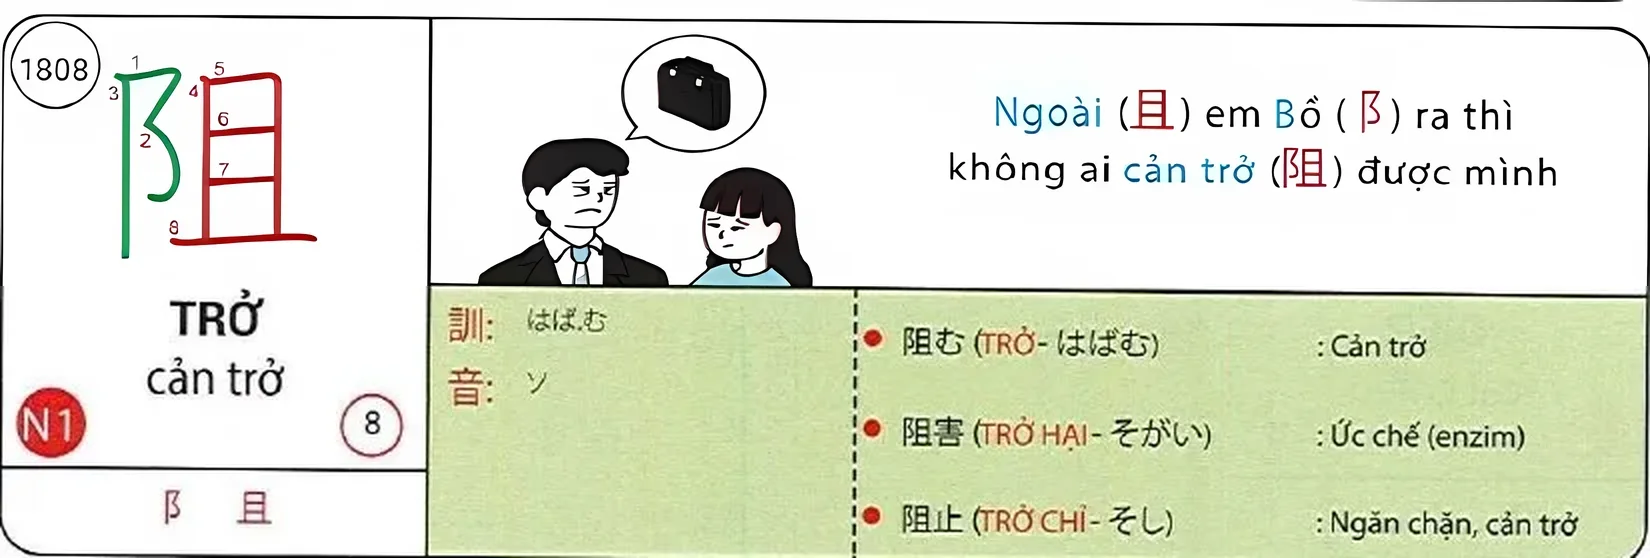 1808
1
2
3
4
5
6
7
8
阻
TRỞ
cản trở
N1
8
阝 且
Ngoài (且) em Bồ (阝) ra thì
không ai cản trở (阻) được mình
訓: はば.む
音: ソ
阻む (TRỞ- はばむ) : Cản trở
阻害 (TRỞ HẠI- そがい) : Ức chế (enzim)
阻止 (TRỞ CHỈ- そし) : Ngăn chặn, cản trở